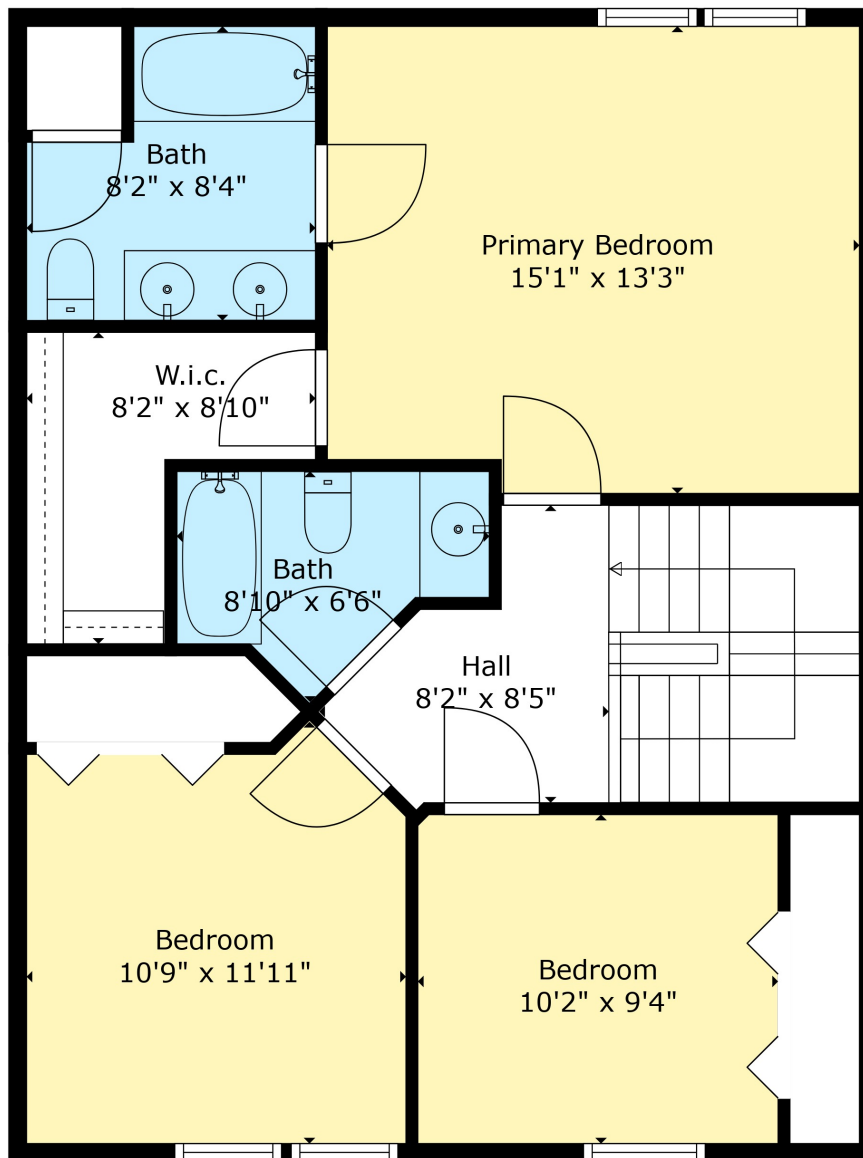 Bath
8'2" x 8'4"
Primary Bedroom
15'1" x 13'3"
W.i.c.
8'2" x 8'10"
Bath
8'10" x 6'6"
Hall
8'2" x 8'5"
Bedroom
10'9" x 11'11"
Bedroom
10'2" x 9'4"